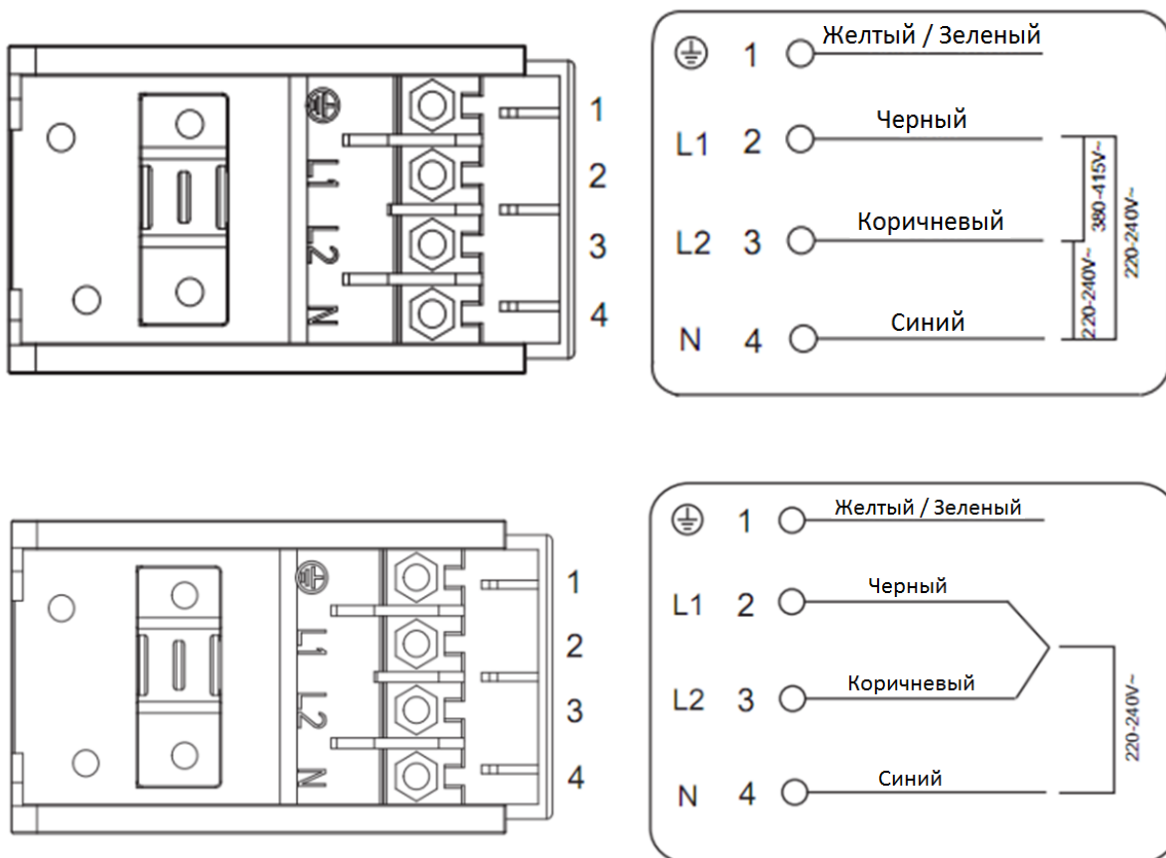 L1
L2
N
1
2
3
4
1 Желтый / Зеленый
L1 2 Черный
L2 3 Коричневый
N 4 Синий
380-415V~
220-240V~
220-240V~
L1
L2
N
1
2
3
4
1 Желтый / Зеленый
L1 2 Черный
L2 3 Коричневый
N 4 Синий
220-240V~